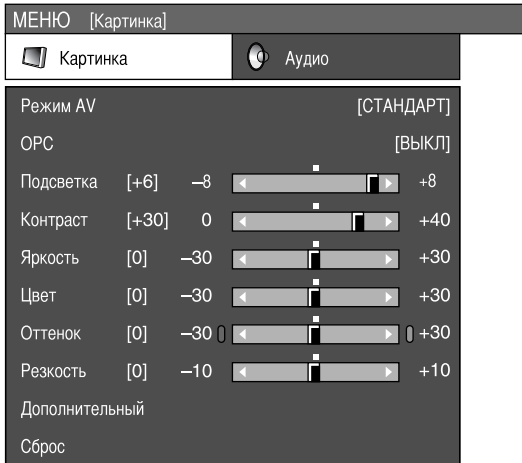 МЕНЮ [Картинка]
Картинка Аудио
Режим AV [СТАНДАРТ]
OPC [ВЫКЛ]
Подсветка [+6] –8 +8
Контраст [+30] 0 +40
Яркость [0] –30 +30
Цвет [0] –30 +30
Оттенок [0] –30 +30
Резкость [0] –10 +10
Дополнительный
Сброс